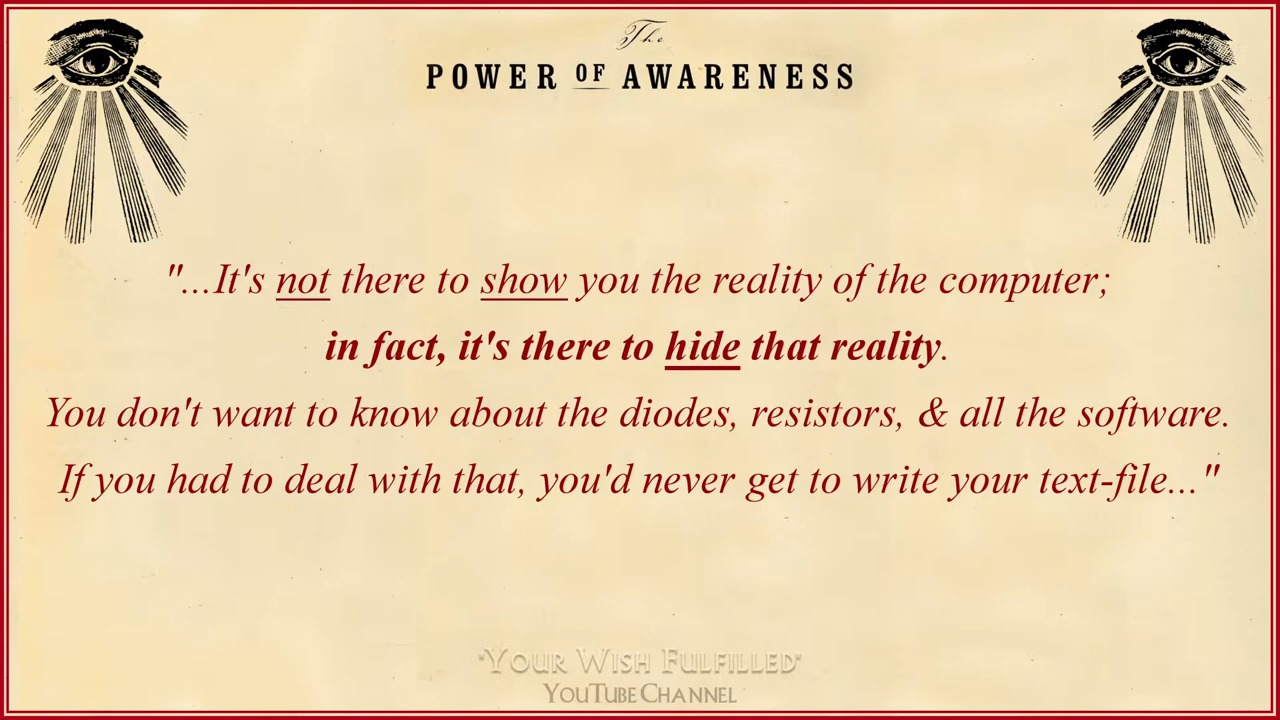 The
POWER OF AWARENESS
"...It's not there to show you the reality of the computer;
in fact, it's there to hide that reality.
You don't want to know about the diodes, resistors, & all the software.
If you had to deal with that, you'd never get to write your text-file..."
"YOUR WISH FULFILLED"
YOUTUBE CHANNEL